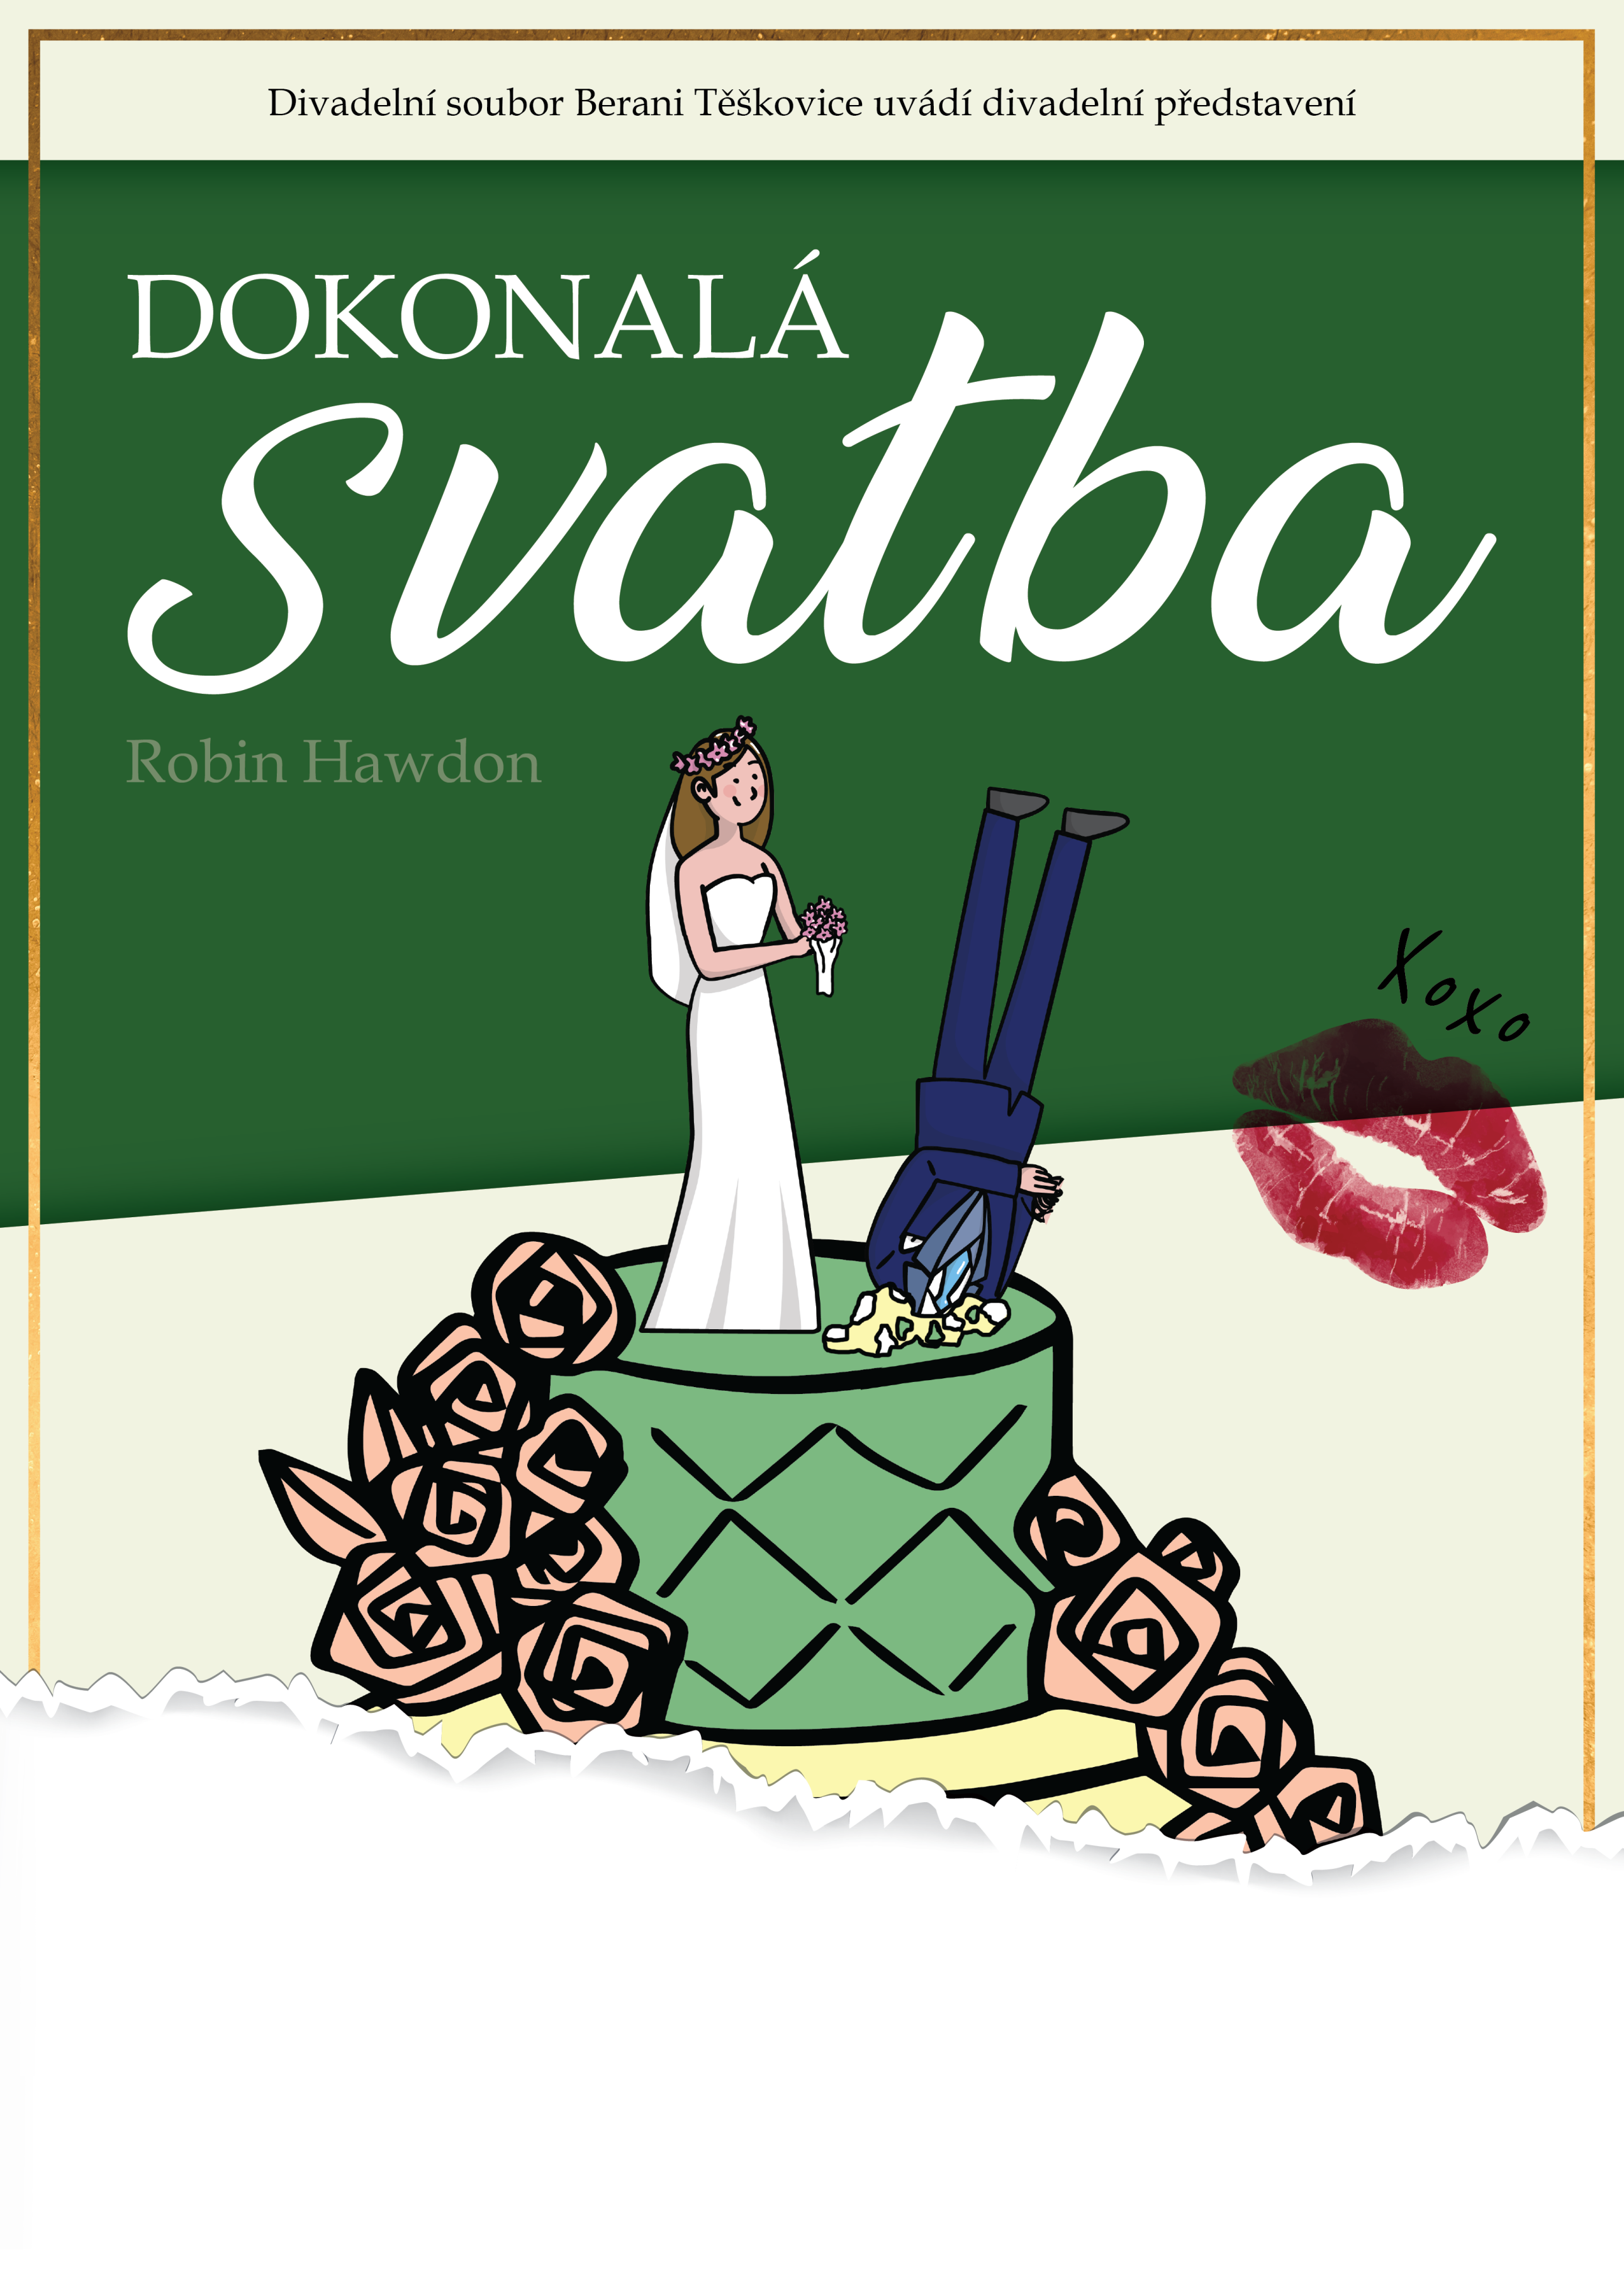 Divadelní soubor Berani Těškovice uvádí divadelní představení
DOKONALÁ
svatba
Robin Hawdon
Xoxo